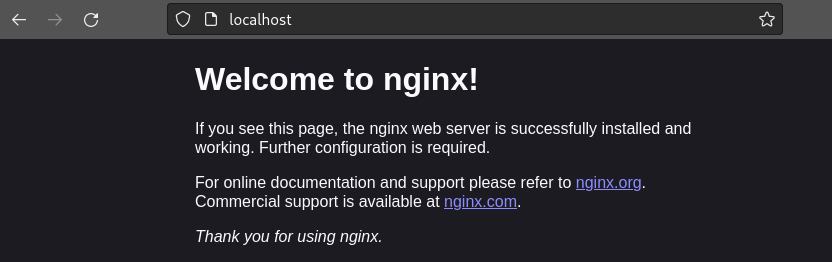 localhost
Welcome to nginx!
If you see this page, the nginx web server is successfully installed and
working. Further configuration is required.
For online documentation and support please refer to nginx.org.
Commercial support is available at nginx.com.
Thank you for using nginx.